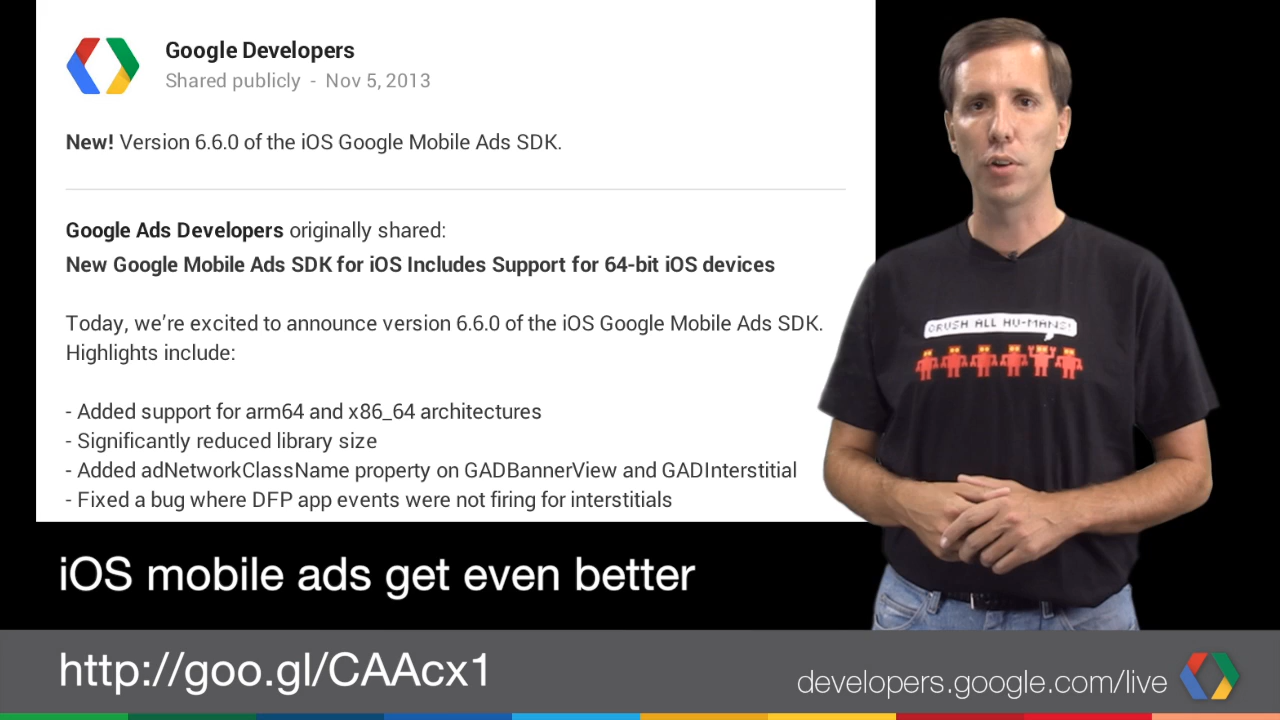 Google Developers
Shared publicly - Nov 5, 2013
New! Version 6.6.0 of the iOS Google Mobile Ads SDK.
Google Ads Developers originally shared:
New Google Mobile Ads SDK for iOS Includes Support for 64-bit iOS devices
Today, we’re excited to announce version 6.6.0 of the iOS Google Mobile Ads SDK.
Highlights include:
- Added support for arm64 and x86_64 architectures
- Significantly reduced library size
- Added adNetworkClassName property on GADBannerView and GADInterstitial
- Fixed a bug where DFP app events were not firing for interstitials
CRUSH ALL HU-MANS!
iOS mobile ads get even better
http://goo.gl/CAAcx1
developers.google.com/live